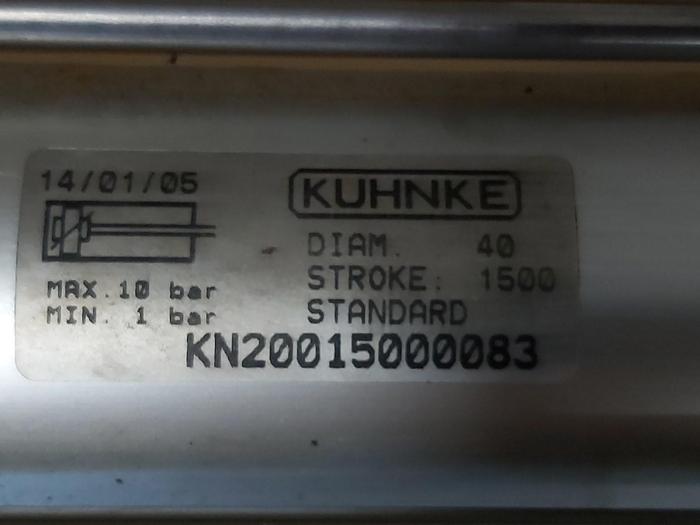 14/01/05
KUHNKE
DIAM. 40
STROKE: 1500
MAX.10 bar
MIN. 1 bar
STANDARD
KN20015000083